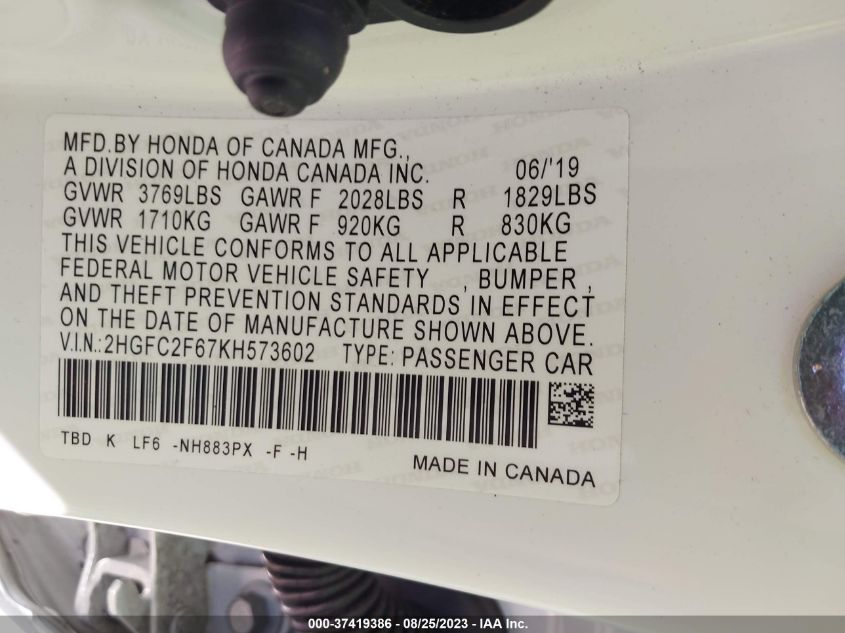 MFD.BY HONDA OF CANADA MFG.,
A DIVISION OF HONDA CANADA INC. 06/'19
GVWR 3769LBS GAWR F 2028LBS R 1829LBS
GVWR 1710KG GAWR F 920KG R 830KG
THIS VEHICLE CONFORMS TO ALL APPLICABLE
FEDERAL MOTOR VEHICLE SAFETY , BUMPER ,
AND THEFT PREVENTION STANDARDS IN EFFECT
ON THE DATE OF MANUFACTURE SHOWN ABOVE.
V.I.N.:2HGFC2F67KH573602 TYPE: PASSENGER CAR
TBD K LF6 -NH883PX -F -H
MADE IN CANADA
000-37419386 - 08/25/2023 - IAA Inc.